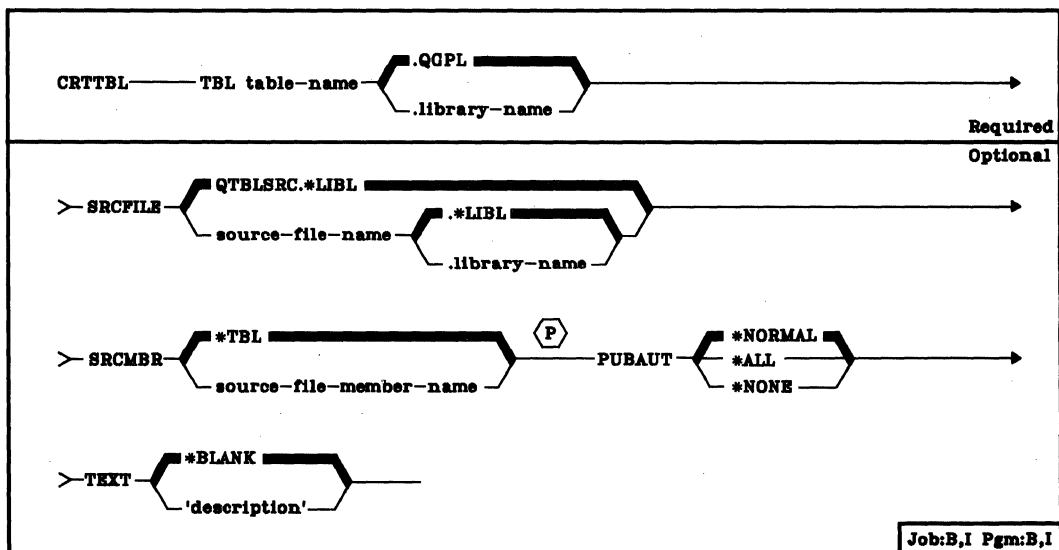 .QGPL
CRTTBL TBL table-name
.library-name
Required
Optional
QTBLSRC.*LIBL
SRCFILE
.*LIBL
source-file-name
.library-name
*TBL
P
*NORMAL
SRCMBR
PUBAUT
*ALL
source-file-member-name
*NONE
*BLANK
TEXT
'description'
Job:B,I Pgm:B,I